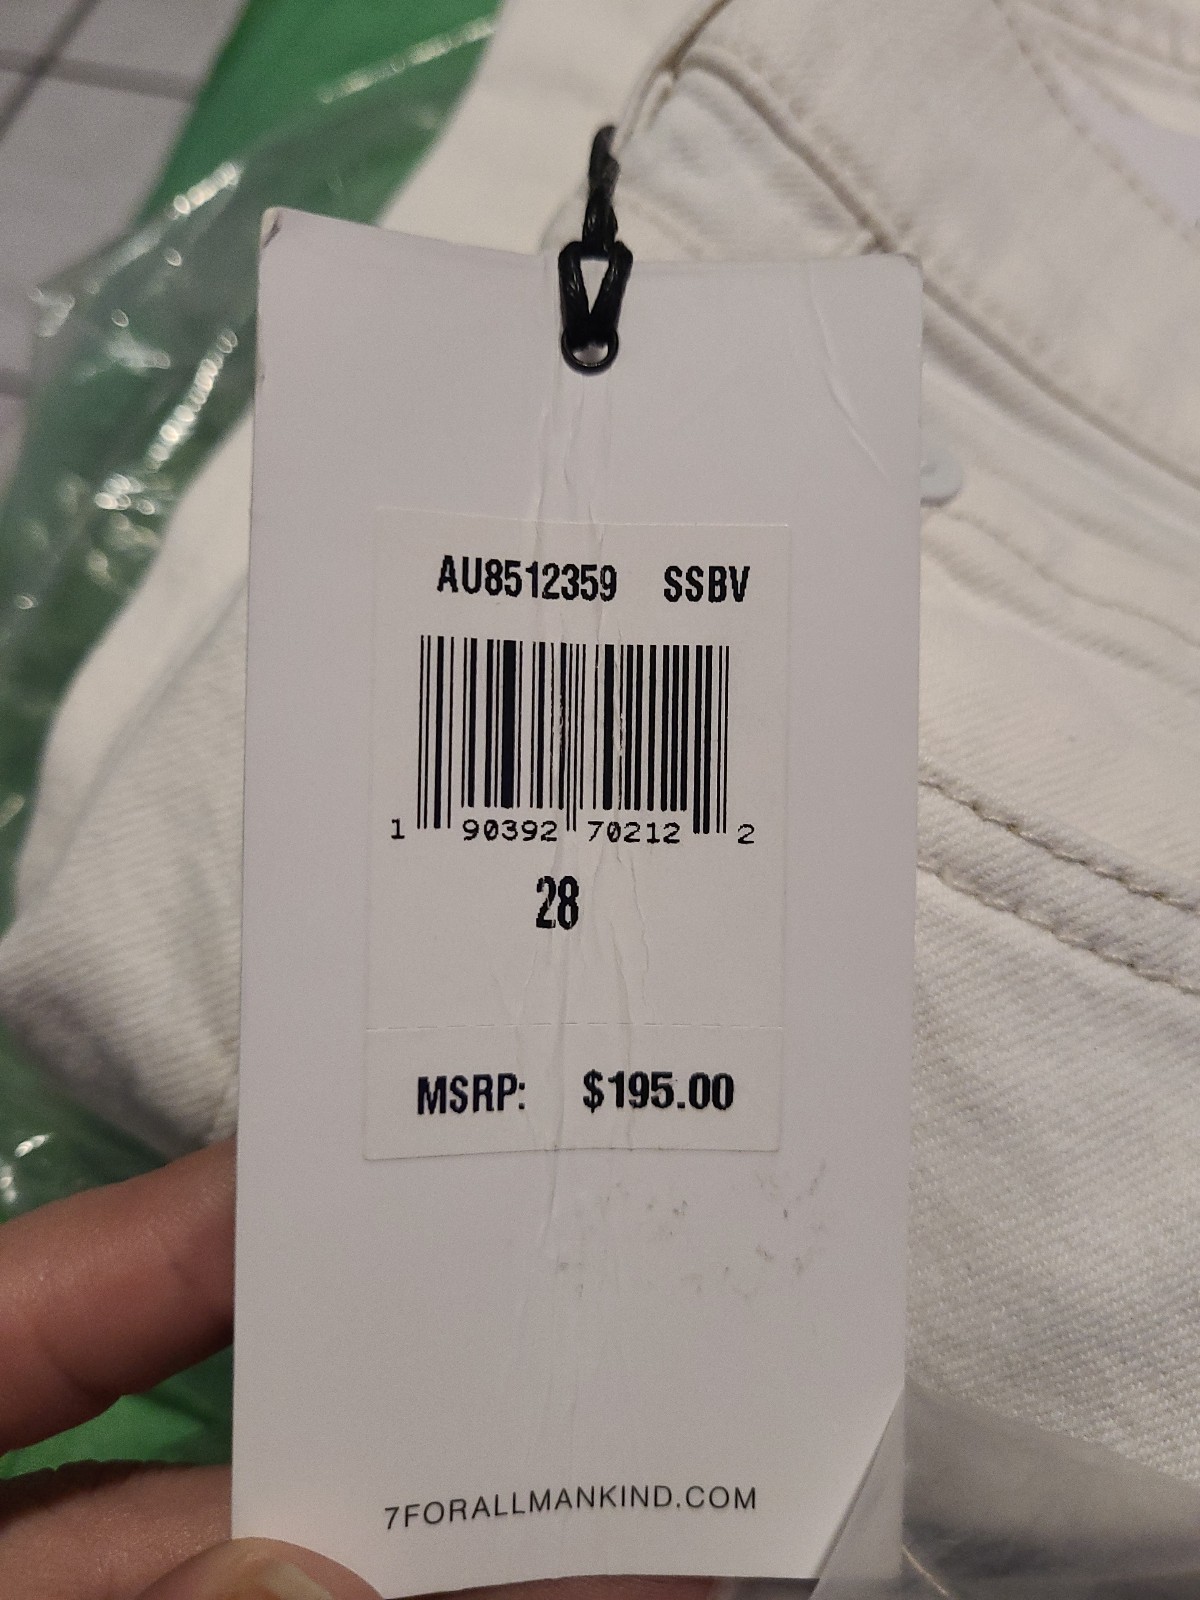 AU8512359 SSBV
1 90392 70212 2
28
MSRP: $195.00
7FORALLMANKIND.COM